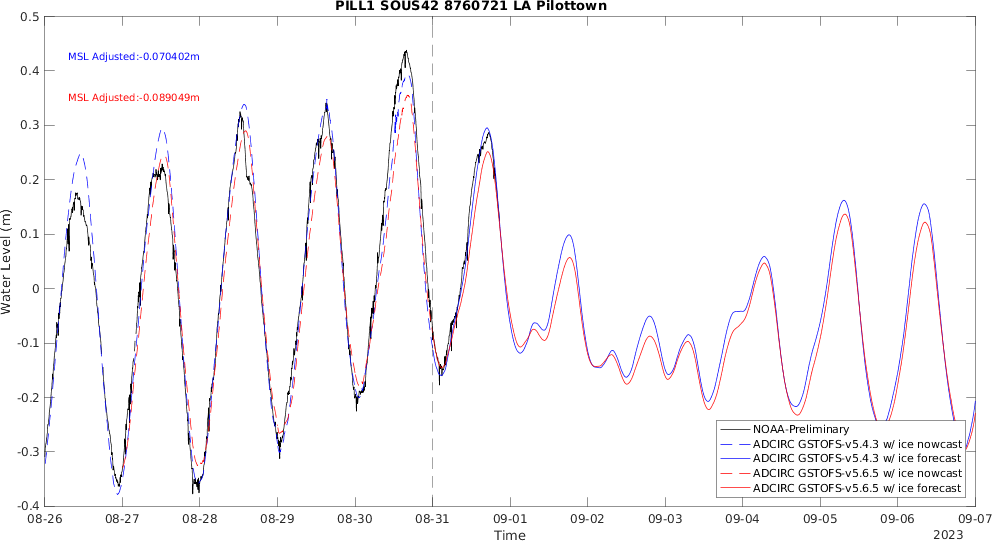 PILL1 SOUS42 8760721 LA Pilottown
MSL Adjusted:-0.070402m
MSL Adjusted:-0.089049m
Water Level (m)
0.5
0.4
0.3
0.2
0.1
0
-0.1
-0.2
-0.3
-0.4
NOAA-Preliminary
ADCIRC GSTOFS-v5.4.3 w/ ice nowcast
ADCIRC GSTOFS-v5.4.3 w/ ice forecast
ADCIRC GSTOFS-v5.6.5 w/ ice nowcast
ADCIRC GSTOFS-v5.6.5 w/ ice forecast
08-26 08-27 08-28 08-29 08-30 08-31 09-01 09-02 09-03 09-04 09-05 09-06 09-07
Time
2023